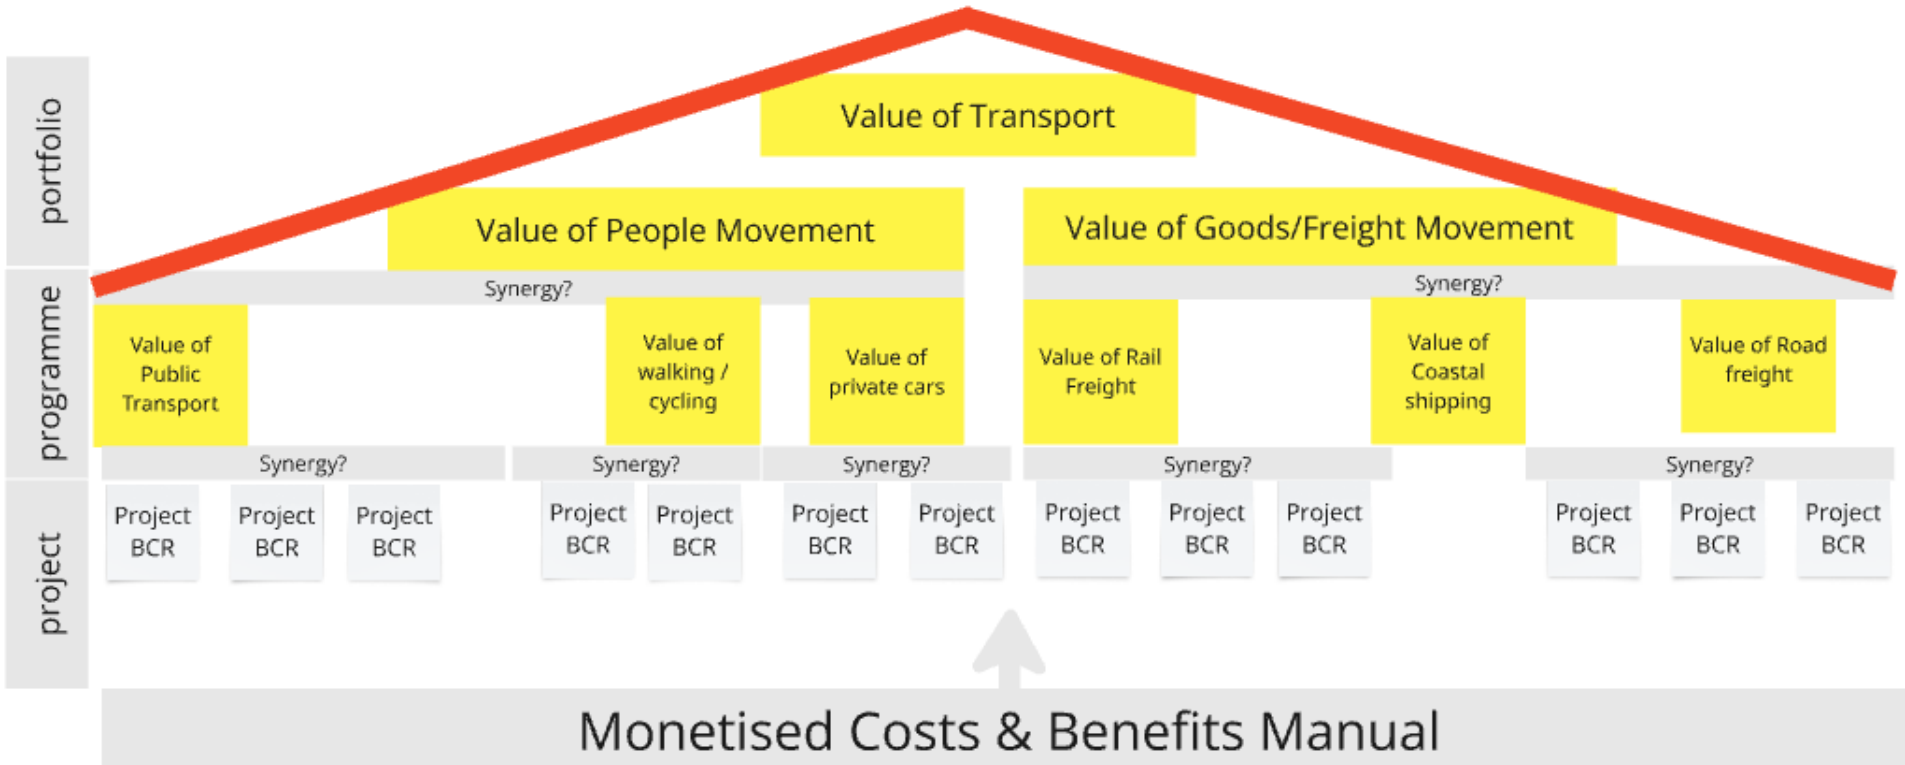 portfolio
Value of Transport
Value of People Movement
Value of Goods/Freight Movement
programme
Synergy?
Synergy?
Value of
Public
Transport
Value of
walking /
cycling
Value of
private cars
Value of Rail
Freight
Value of
Coastal
shipping
Value of Road
freight
Synergy?
Synergy?
Synergy?
Synergy?
Synergy?
project
Project
BCR
Project
BCR
Project
BCR
Project
BCR
Project
BCR
Project
BCR
Project
BCR
Project
BCR
Project
BCR
Project
BCR
Project
BCR
Project
BCR
Project
BCR
Monetised Costs & Benefits Manual